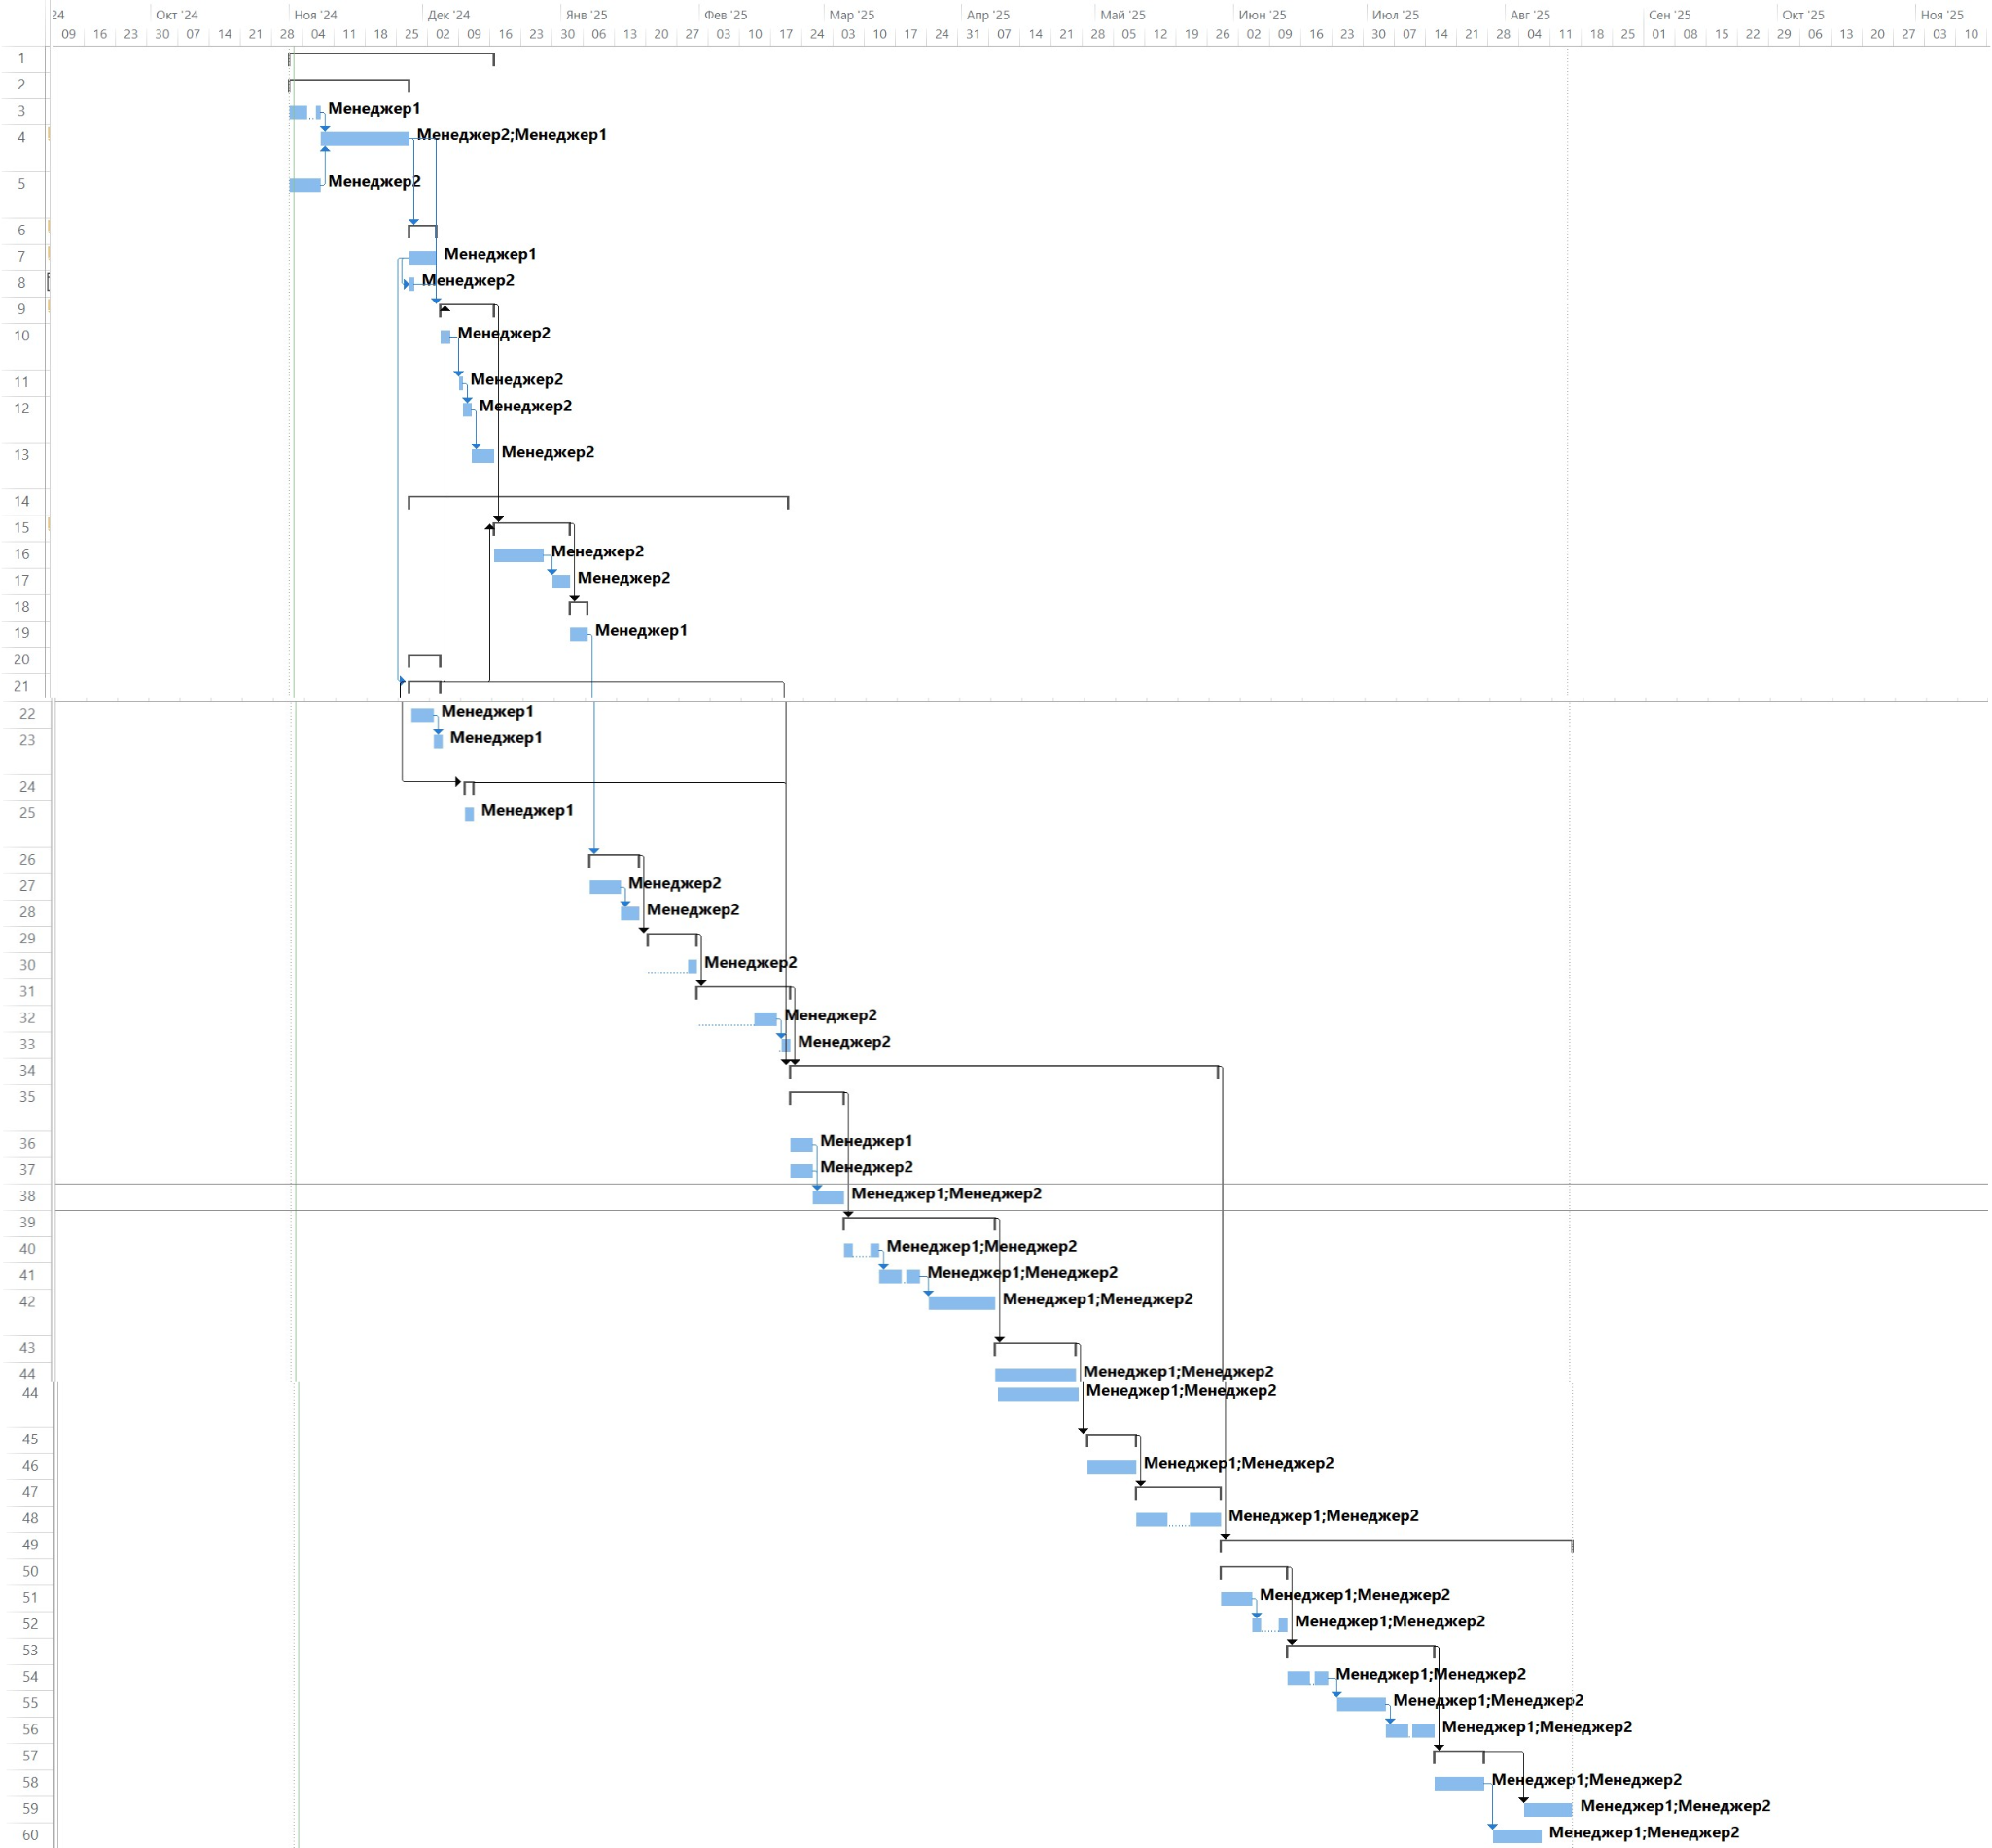 24 Окт '24 Ноя '24 Дек '24 Янв '25 Фев '25 Мар '25 Апр '25 Май '25 Июн '25 Июл '25 Авг '25 Сен '25 Окт '25 Ноя '25
09 16 23 30 07 14 21 28 04 11 18 25 02 09 16 23 30 06 13 20 27 03 10 17 24 03 10 17 24 31 07 14 21 28 05 12 19 26 02 09 16 23 30 07 14 21 28 04 11 18 25 01 08 15 22 29 06 13 20 27 03 10
1
2
3 Менеджер1
4 Менеджер2;Менеджер1
5 Менеджер2
6
7 Менеджер1
8 Менеджер2
9
10 Менеджер2
11 Менеджер2
12 Менеджер2
13 Менеджер2
14
15
16 Менеджер2
17 Менеджер2
18
19 Менеджер1
20
21
22 Менеджер1
23 Менеджер1
24
25 Менеджер1
26
27 Менеджер2
28 Менеджер2
29
30 Менеджер2
31
32 Менеджер2
33 Менеджер2
34
35
36 Менеджер1
37 Менеджер2
38 Менеджер1;Менеджер2
39
40 Менеджер1;Менеджер2
41 Менеджер1;Менеджер2
42 Менеджер1;Менеджер2
43
44 Менеджер1;Менеджер2
44 Менеджер1;Менеджер2
45
46 Менеджер1;Менеджер2
47
48 Менеджер1;Менеджер2
49
50
51 Менеджер1;Менеджер2
52 Менеджер1;Менеджер2
53
54 Менеджер1;Менеджер2
55 Менеджер1;Менеджер2
56 Менеджер1;Менеджер2
57
58 Менеджер1;Менеджер2
59 Менеджер1;Менеджер2
60 Менеджер1;Менеджер2